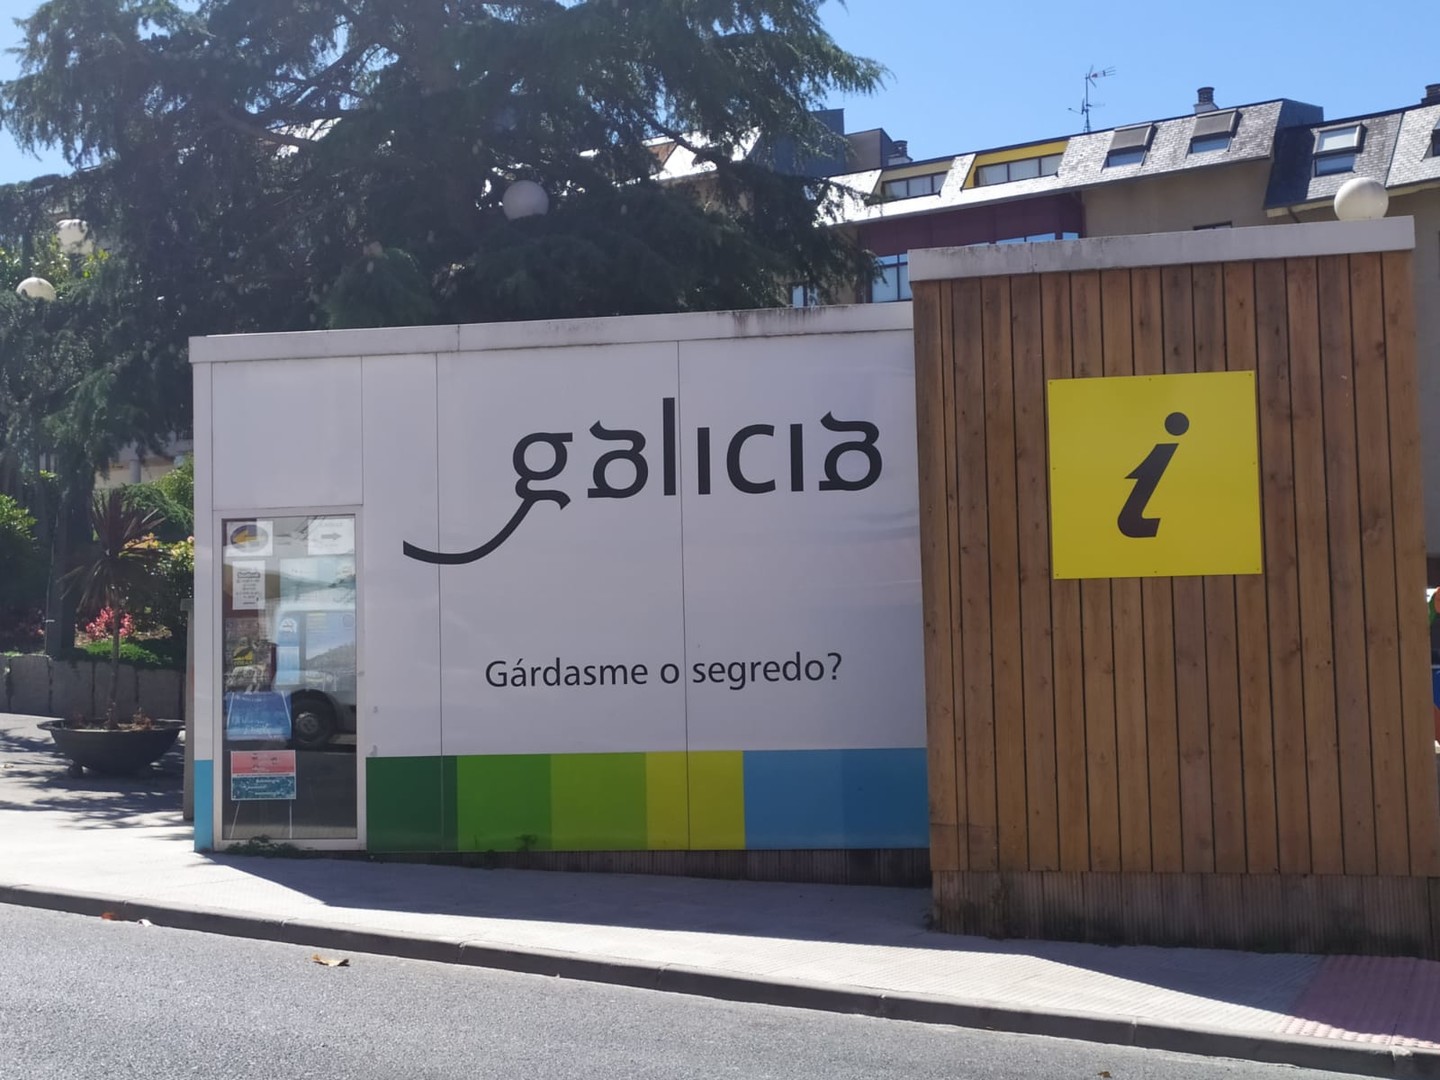 galicia
Gárdasme o segredo?
i